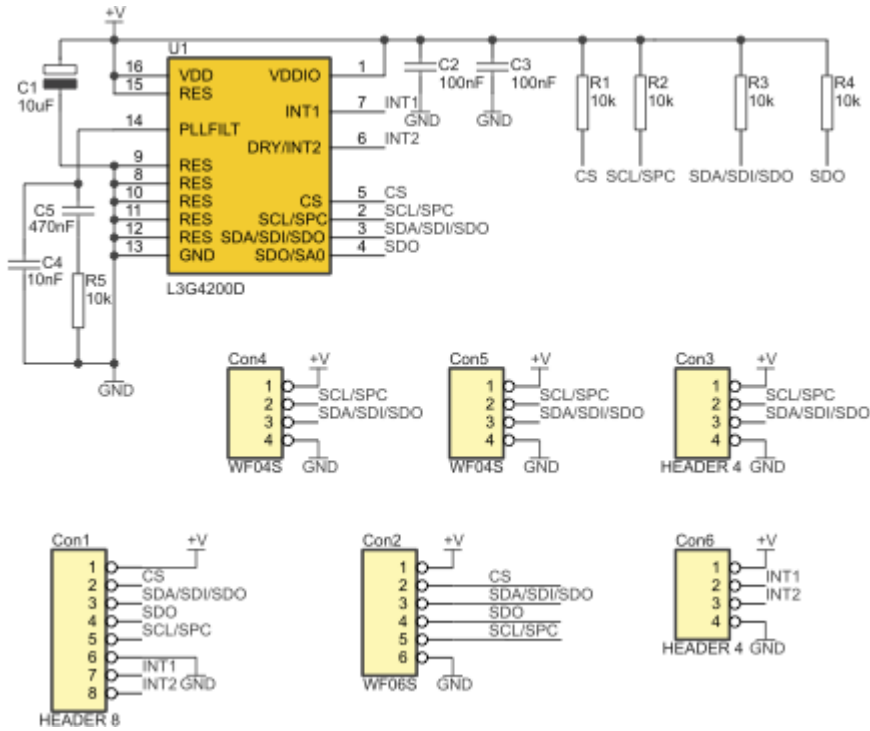 +V
U1
C1
10uF
16
15
14
9
8
10
11
12
13
VDD
RES
PLLFILT
RES
RES
RES
RES
RES
GND
VDDIO
INT1
DRY/INT2
CS
SCL/SPC
SDA/SDI/SDO
SDO/SA0
1
7 INT1
6 INT2
5 CS
2 SCL/SPC
3 SDA/SDI/SDO
4 SDO
L3G4200D
C2
100nF
GND
C3
100nF
GND
R1
10k
CS
R2
10k
SCL/SPC
R3
10k
SDA/SDI/SDO
R4
10k
SDO
C5
470nF
C4
10nF
R5
10k
GND
Con4
+V
1
2 SCL/SPC
3 SDA/SDI/SDO
4
WF04S
GND
Con5
+V
1
2 SCL/SPC
3 SDA/SDI/SDO
4
WF04S
GND
Con3
+V
1
2 SCL/SPC
3 SDA/SDI/SDO
4
HEADER 4
GND
Con1
+V
1
2 CS
3 SDA/SDI/SDO
4 SDO
5 SCL/SPC
6
7 INT1
8 INT2
GND
HEADER 8
Con2
+V
1
2 CS
3 SDA/SDI/SDO
4 SDO
5 SCL/SPC
6
WF06S
GND
Con6
+V
1
2 INT1
3 INT2
4
HEADER 4
GND